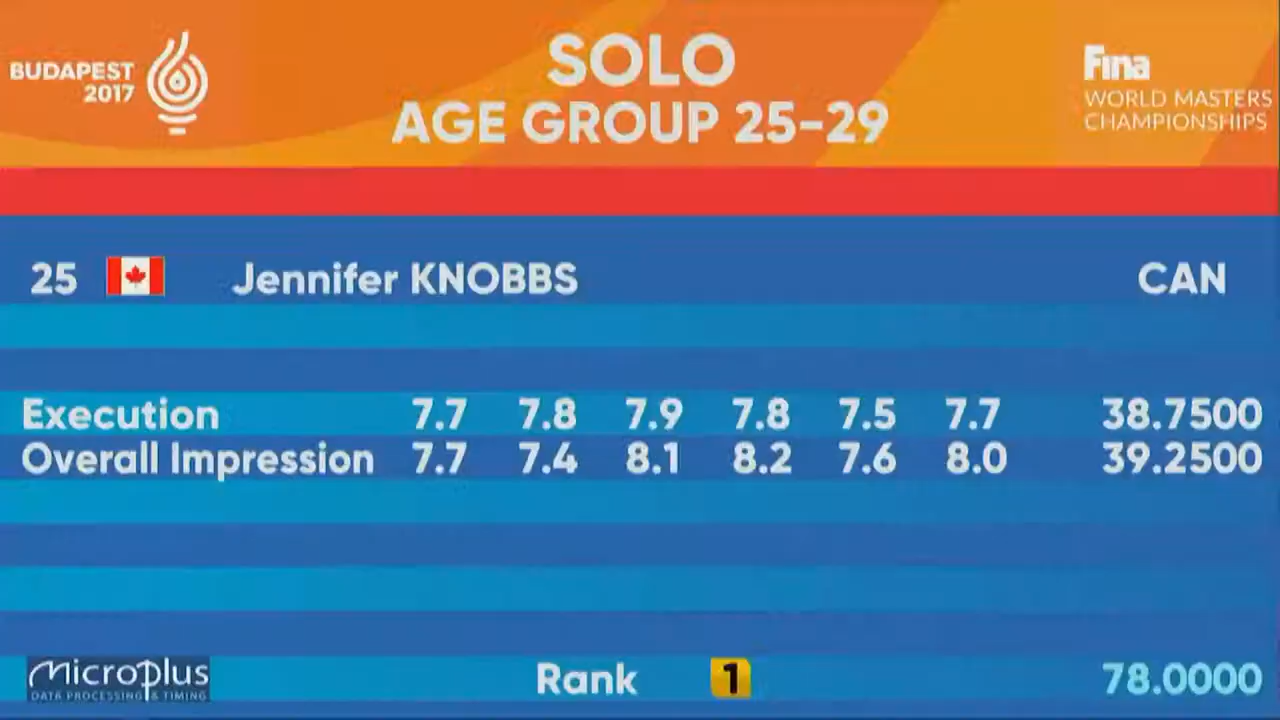 BUDAPEST
2017
SOLO
AGE GROUP 25-29
Fina
WORLD MASTERS
CHAMPIONSHIPS
25 Jennifer KNOBBS CAN
Execution 7.7 7.8 7.9 7.8 7.5 7.7 38.7500
Overall Impression 7.7 7.4 8.1 8.2 7.6 8.0 39.2500
Microplus
DATA PROCESSING & TIMING
Rank 1 78.0000